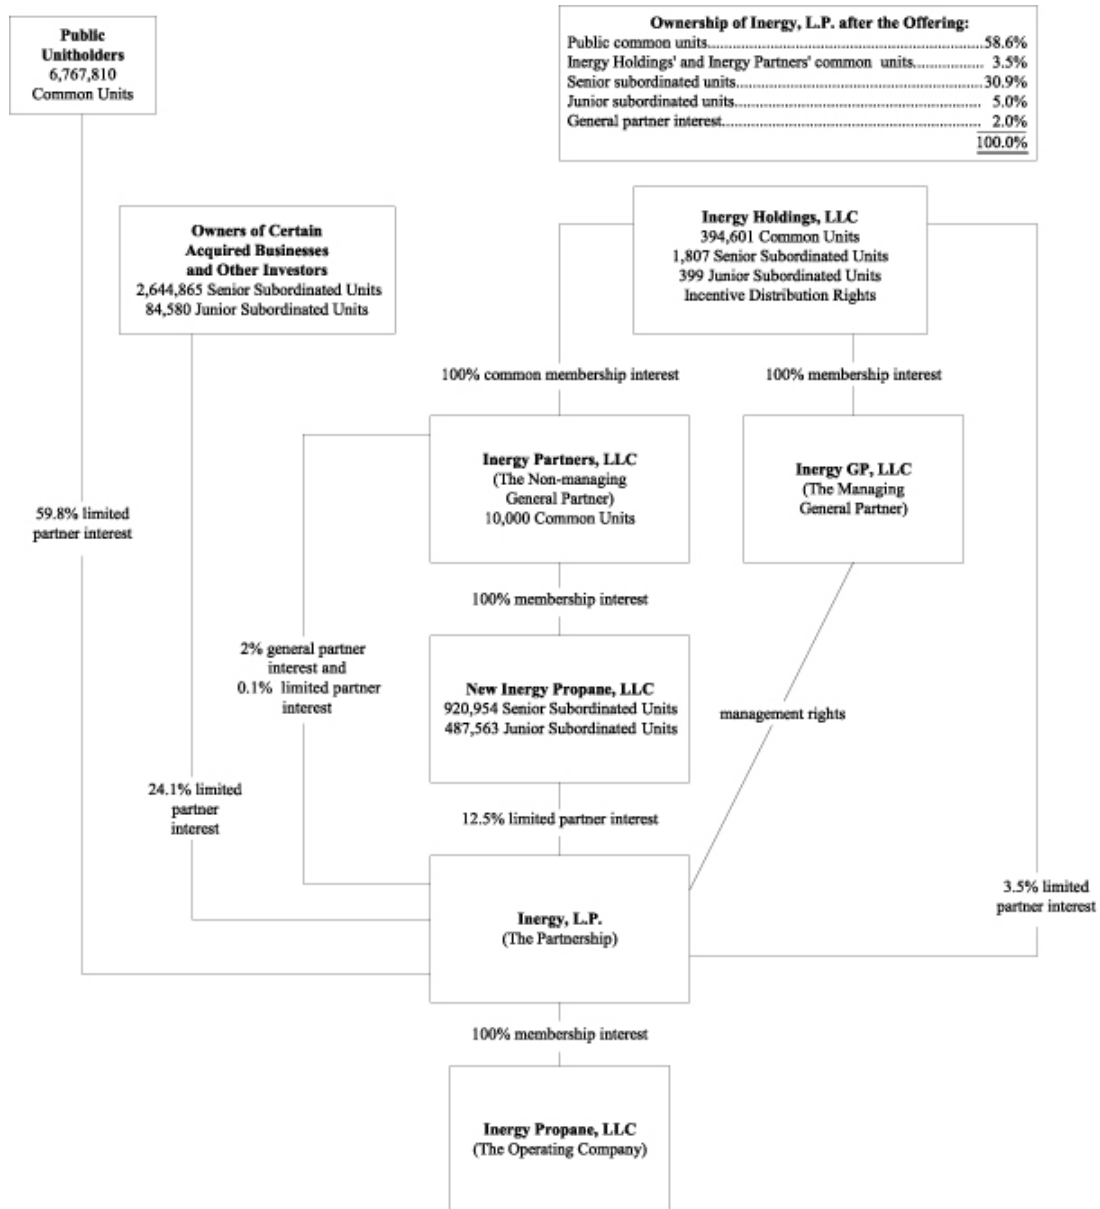 Public
Unitholders
6,767,810
Common Units
Ownership of Inergy, L.P. after the Offering:
Public common units.....................................................................58.6%
Inergy Holdings' and Inergy Partners' common  units................. 3.5%
Senior subordinated units..............................................................30.9%
Junior subordinated units.............................................................. 5.0%
General partner interest................................................................. 2.0%
100.0%
Owners of Certain
Acquired Businesses
and Other Investors
2,644,865 Senior Subordinated Units
84,580 Junior Subordinated Units
Inergy Holdings, LLC
394,601 Common Units
1,807 Senior Subordinated Units
399 Junior Subordinated Units
Incentive Distribution Rights
100% common membership interest
100% membership interest
Inergy Partners, LLC
(The Non-managing
General Partner)
10,000 Common Units
Inergy GP, LLC
(The Managing
General Partner)
59.8% limited
partner interest
100% membership interest
2% general partner
interest and
0.1%  limited partner
interest
New Inergy Propane, LLC
920,954 Senior Subordinated Units
487,563 Junior Subordinated Units
management rights
24.1% limited
partner
interest
12.5% limited partner interest
3.5% limited
partner interest
Inergy, L.P.
(The Partnership)
100% membership interest
Inergy Propane, LLC
(The Operating Company)